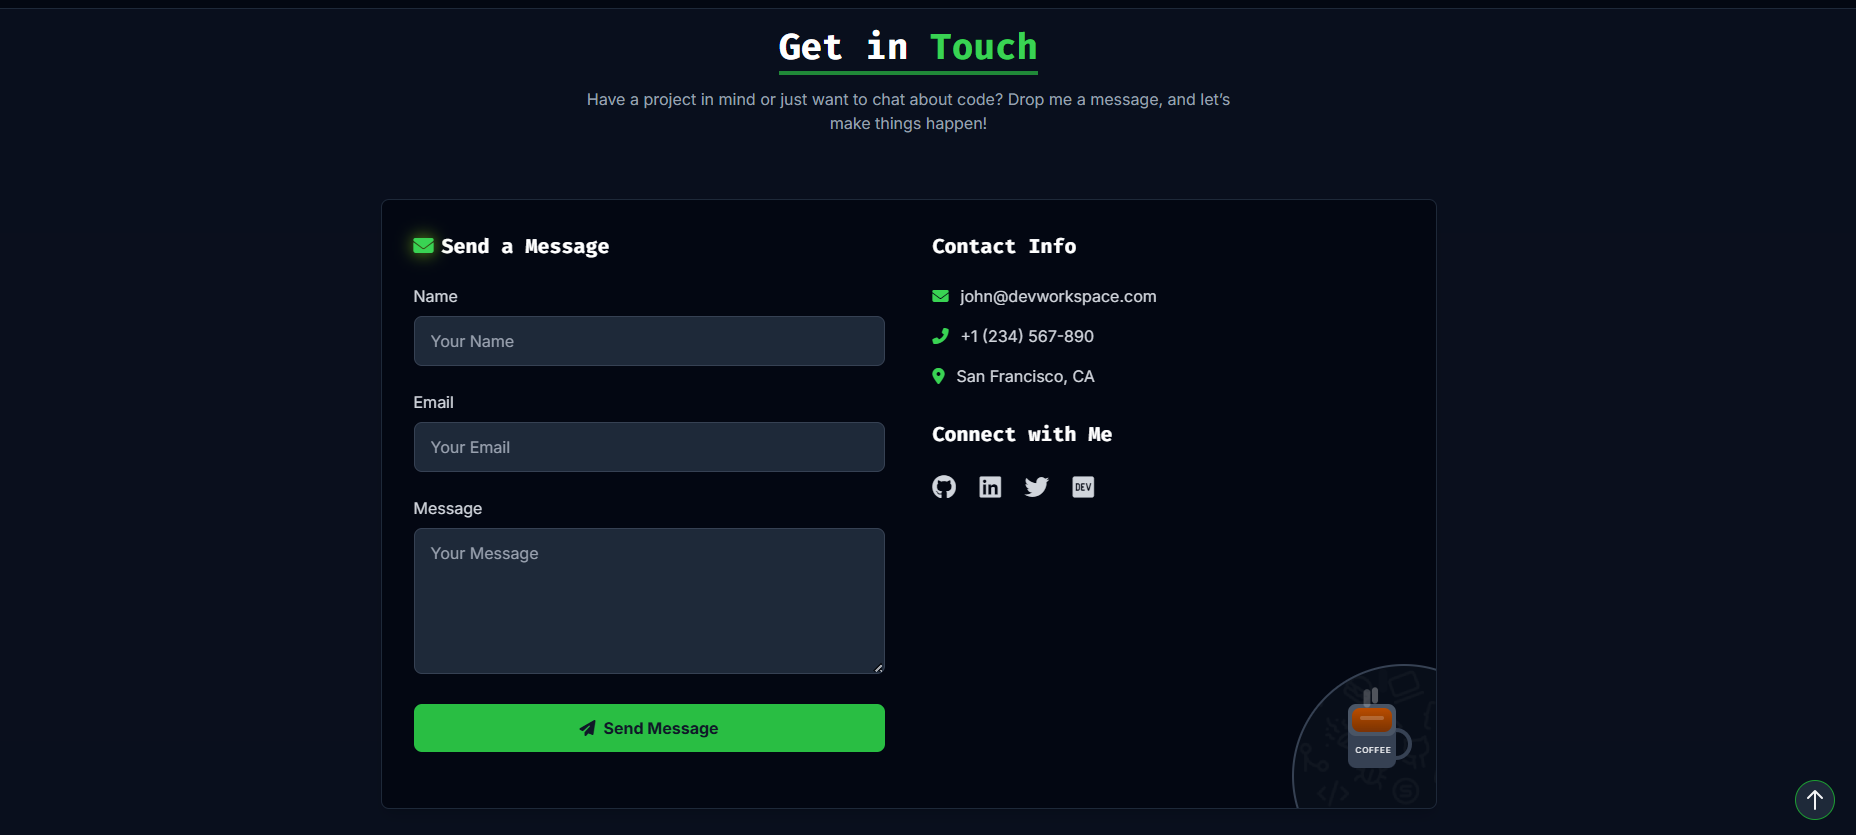 Get in Touch
Have a project in mind or just want to chat about code? Drop me a message, and let’s
make things happen!
Send a Message
Name
Your Name
Email
Your Email
Message
Your Message
Send Message
Contact Info
john@devworkspace.com
+1 (234) 567-890
San Francisco, CA
Connect with Me
in
DEV
COFFEE